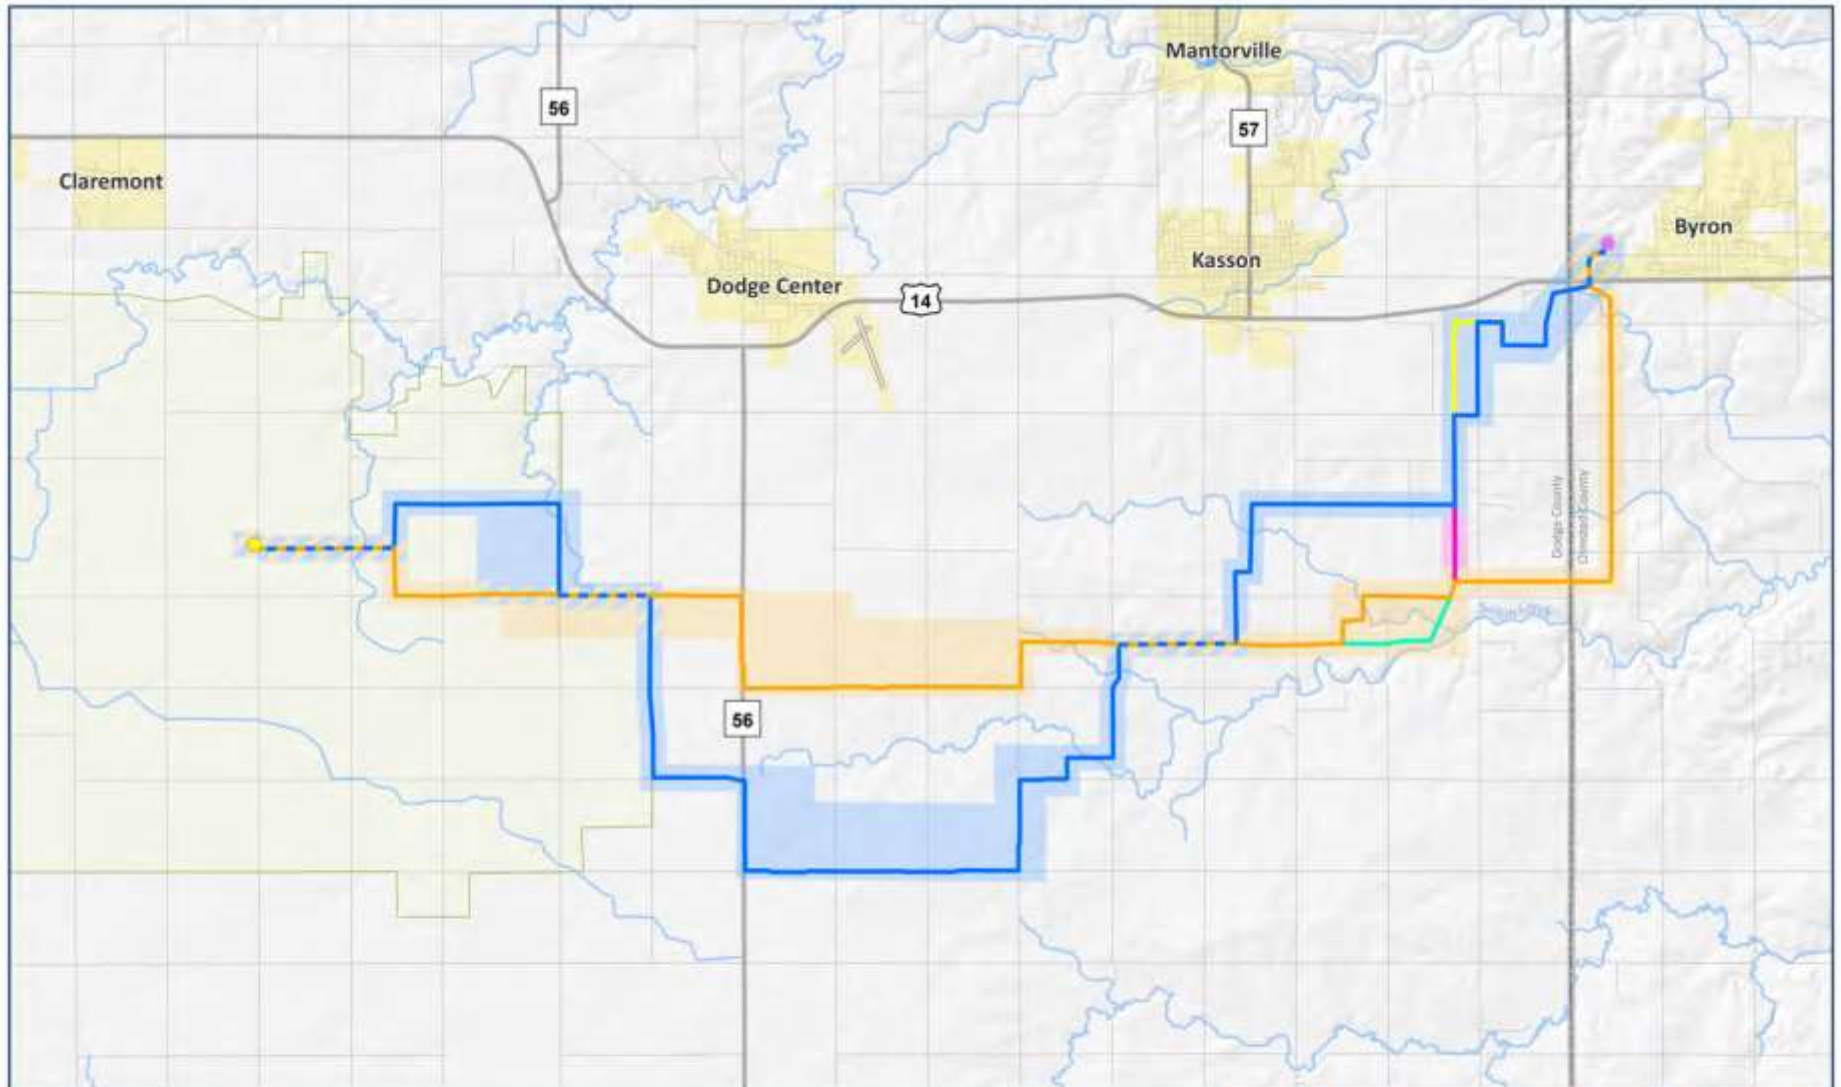 Mantorville
56
57
Claremont
Byron
Kasson
Dodge Center
14
Dodge County
Olmsted County
56